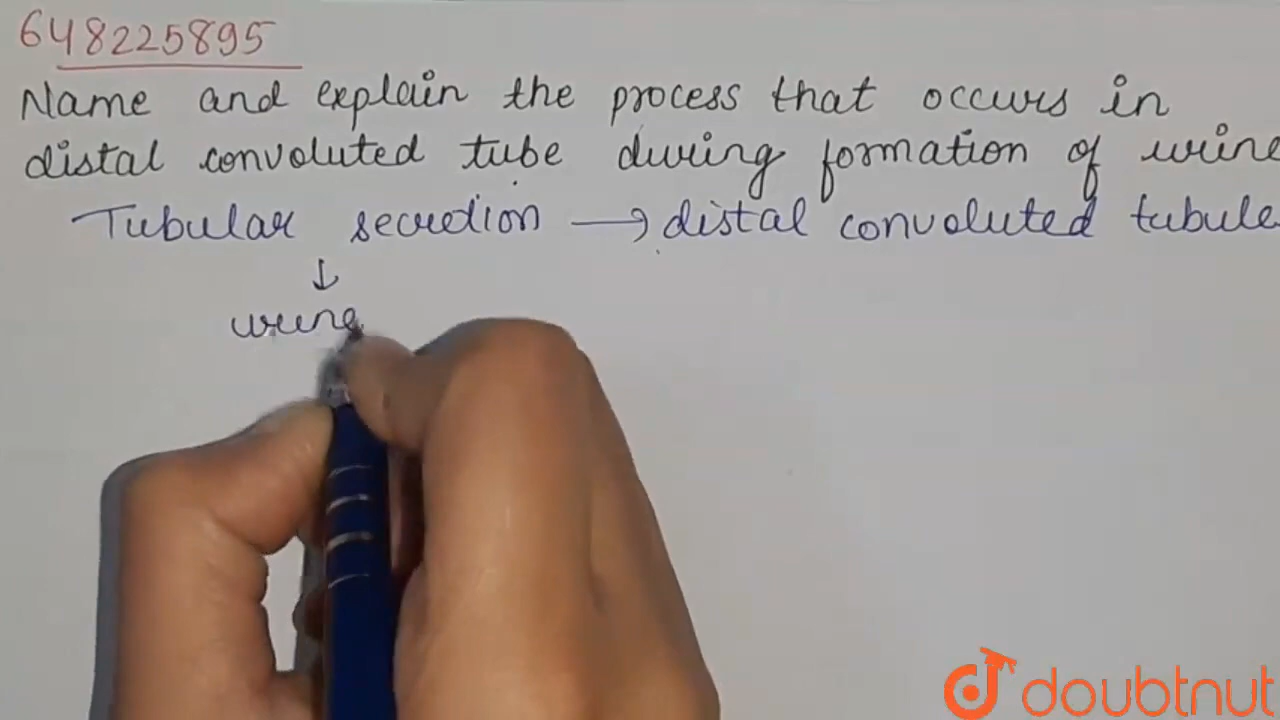 648225895
Name and explain the process that occurs in
distal convoluted tube during formation of urine
Tubular secretion → distal convoluted tubule
↓
urine
doubtnut